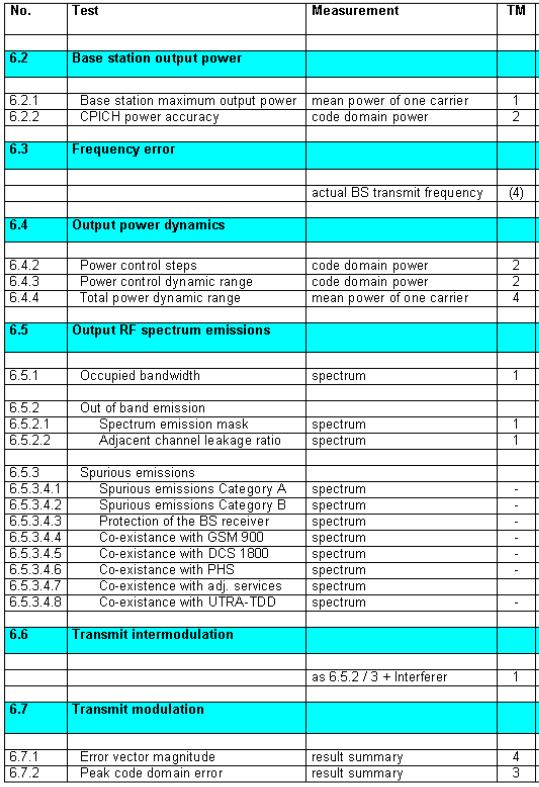 No. Test Measurement TM
6.2 Base station output power
6.2.1 Base station maximum output power mean power of one carrier 1
6.2.2 CPICH power accuracy code domain power 2
6.3 Frequency error
actual BS transmit frequency (4)
6.4 Output power dynamics
6.4.2 Power control steps code domain power 2
6.4.3 Power control dynamic range code domain power 2
6.4.4 Total power dynamic range mean power of one carrier 4
6.5 Output RF spectrum emissions
6.5.1 Occupied bandwidth spectrum 1
6.5.2 Out of band emission
6.5.2.1 Spectrum emission mask spectrum 1
6.5.2.2 Adjacent channel leakage ratio spectrum 1
6.5.3 Spurious emissions
6.5.3.4.1 Spurious emissions Category A spectrum -
6.5.3.4.2 Spurious emissions Category B spectrum -
6.5.3.4.3 Protection of the BS receiver spectrum -
6.5.3.4.4 Co-existance with GSM 900 spectrum -
6.5.3.4.5 Co-existance with DCS 1800 spectrum -
6.5.3.4.6 Co-existance with PHS spectrum -
6.5.3.4.7 Co-existence with adj. services spectrum
6.5.3.4.8 Co-existance with UTRA-TDD spectrum -
6.6 Transmit intermodulation
as 6.5.2 / 3 + Interferer 1
6.7 Transmit modulation
6.7.1 Error vector magnitude result summary 4
6.7.2 Peak code domain error result summary 3